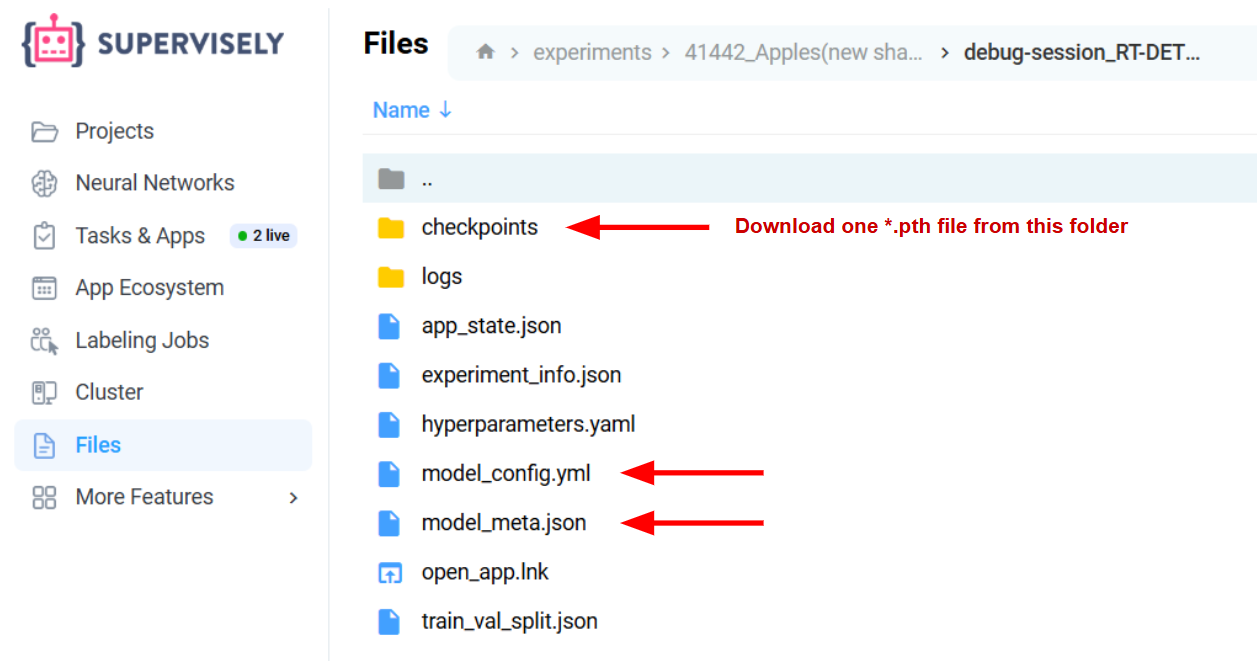 SUPERVISELY
Projects
Neural Networks
Tasks & Apps 2 live
App Ecosystem
Labeling Jobs
Cluster
Files
More Features
Files
experiments > 41442_Apples(new sha... > debug-session_RT-DET...
Name ↓
..
checkpoints Download one *.pth file from this folder
logs
app_state.json
experiment_info.json
hyperparameters.yaml
model_config.yml
model_meta.json
open_app.lnk
train_val_split.json